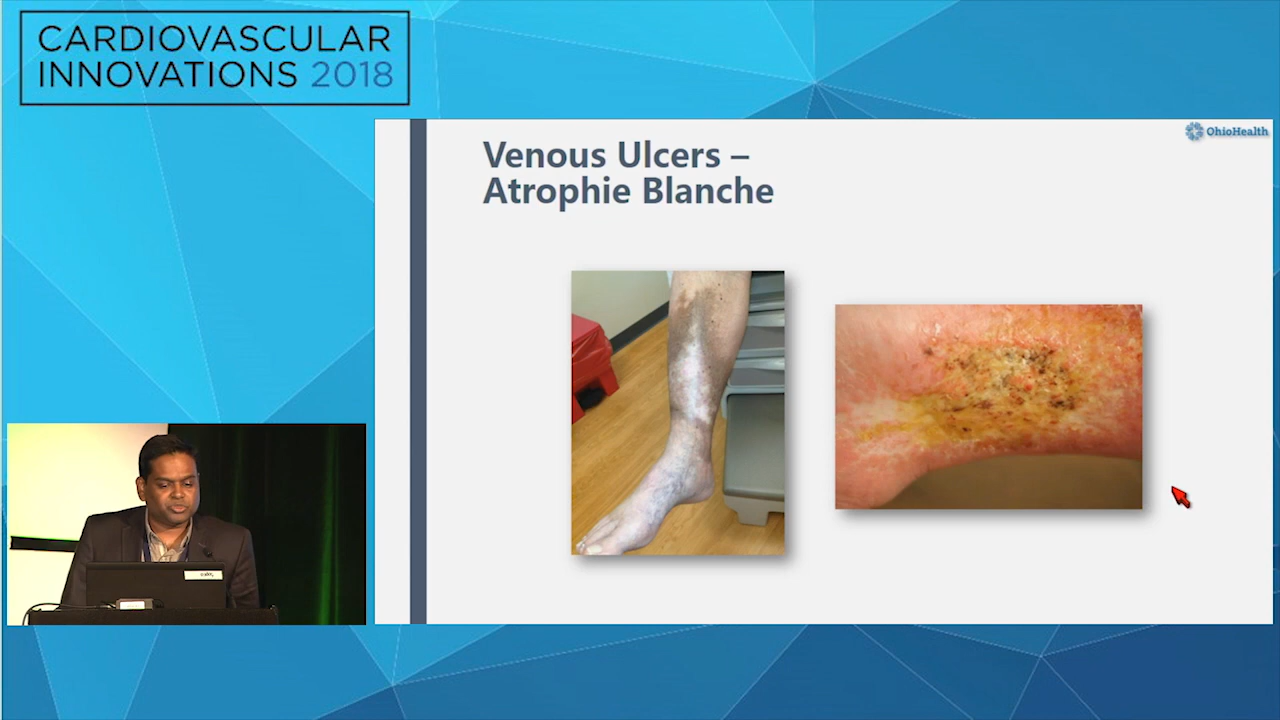 CARDIOVASCULAR
INNOVATIONS 2018
OhioHealth
Venous Ulcers –
Atrophie Blanche